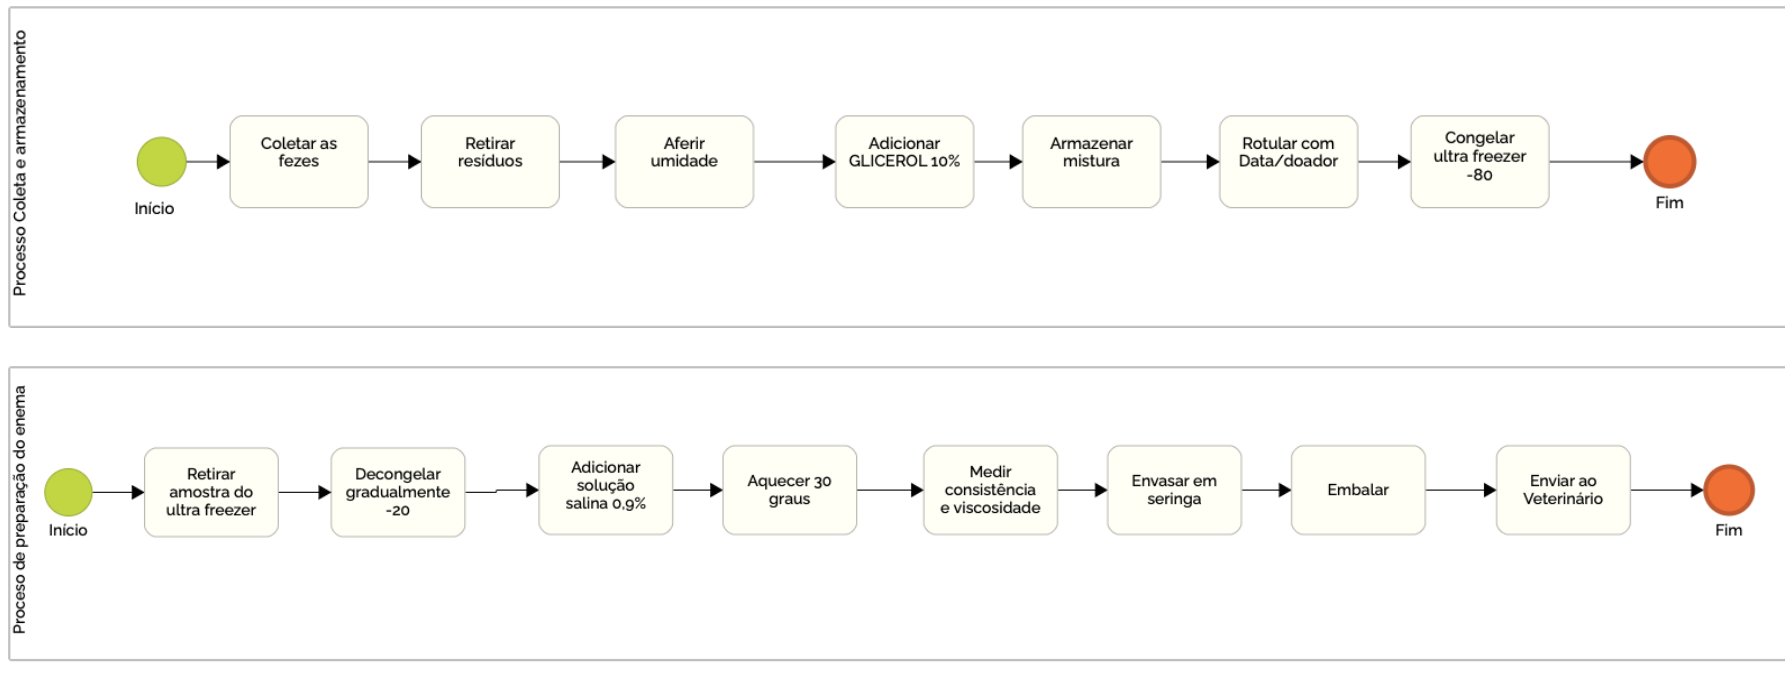 Processo Coleta e armazenamento
Início
Coletar as
fezes
Retirar
resíduos
Aferir
umidade
Adicionar
GLICEROL 10%
Armazenar
mistura
Rotular com
Data/doador
Congelar
ultra freezer
-80
Fim
Proceso de preparação do enema
Início
Retirar
amostra do
ultra freezer
Decongelar
gradualmente
-20
Adicionar
solução
salina 0,9%
Aquecer 30
graus
Medir
consistência
e viscosidade
Envasar em
seringa
Embalar
Enviar ao
Veterinário
Fim